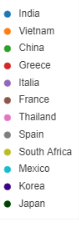 India
Vietnam
China
Greece
Italia
France
Thailand
Spain
South Africa
Mexico
Korea
Japan